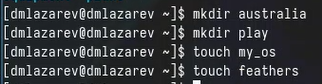 [dmlazarev@dmlazarev ~]$ mkdir australia
[dmlazarev@dmlazarev ~]$ mkdir play
[dmlazarev@dmlazarev ~]$ touch my_os
[dmlazarev@dmlazarev ~]$ touch feathers